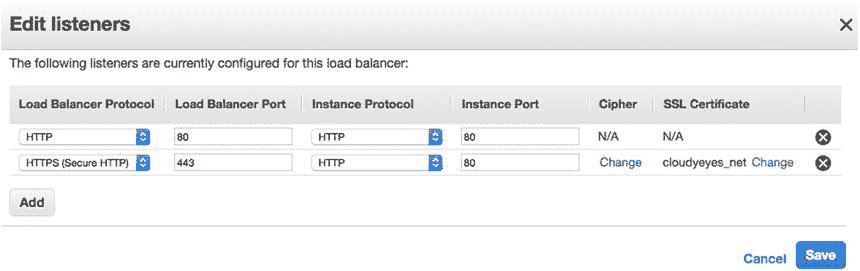 Edit listeners
The following listeners are currently configured for this load balancer:
Load Balancer Protocol Load Balancer Port Instance Protocol Instance Port Cipher SSL Certificate
HTTP 80 HTTP 80 N/A N/A
HTTPS (Secure HTTP) 443 HTTP 80 Change cloudyeyes_net Change
Add
Cancel Save